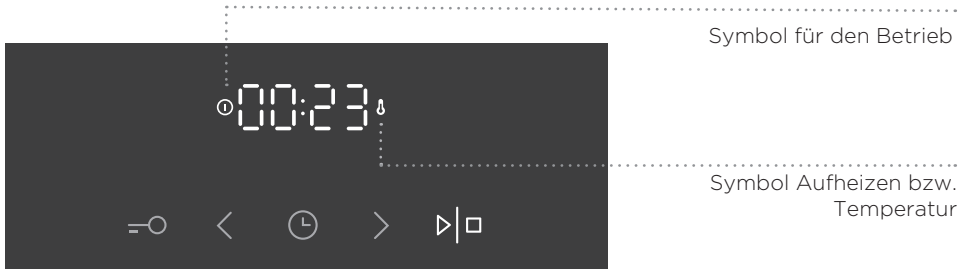 Symbol für den Betrieb
00:23
Symbol Aufheizen bzw.
Temperatur